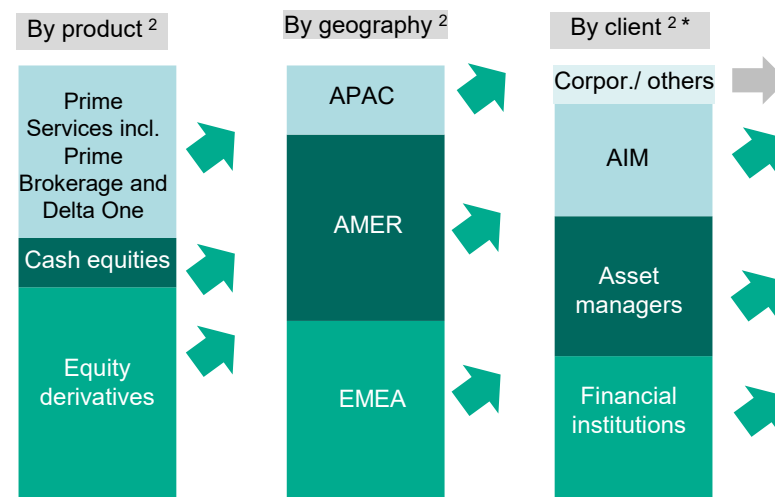 By product 2
By geography 2
By client 2 *
Prime
Services incl.
Prime
Brokerage and
Delta One
Cash equities
Equity
derivatives
APAC
AMER
EMEA
Corpor./ others
AIM
Asset
managers
Financial
institutions